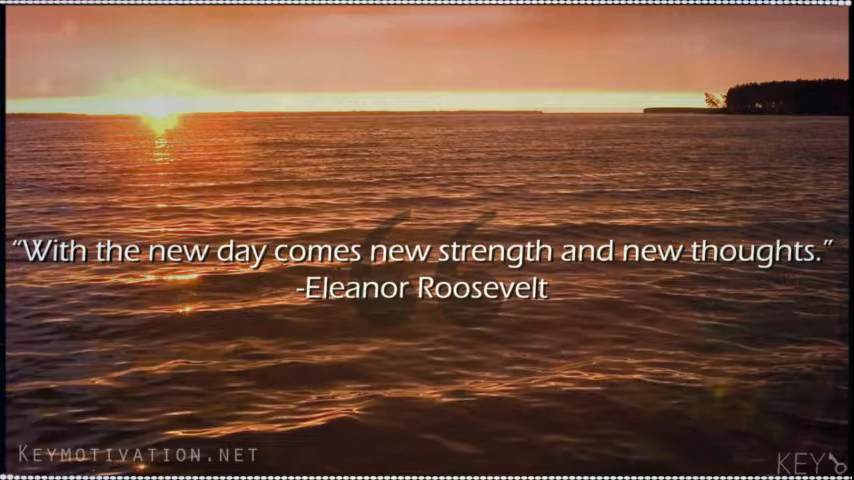 “With the new day comes new strength and new thoughts.”
-Eleanor Roosevelt
KEYMOTIVATION.NET
KEY